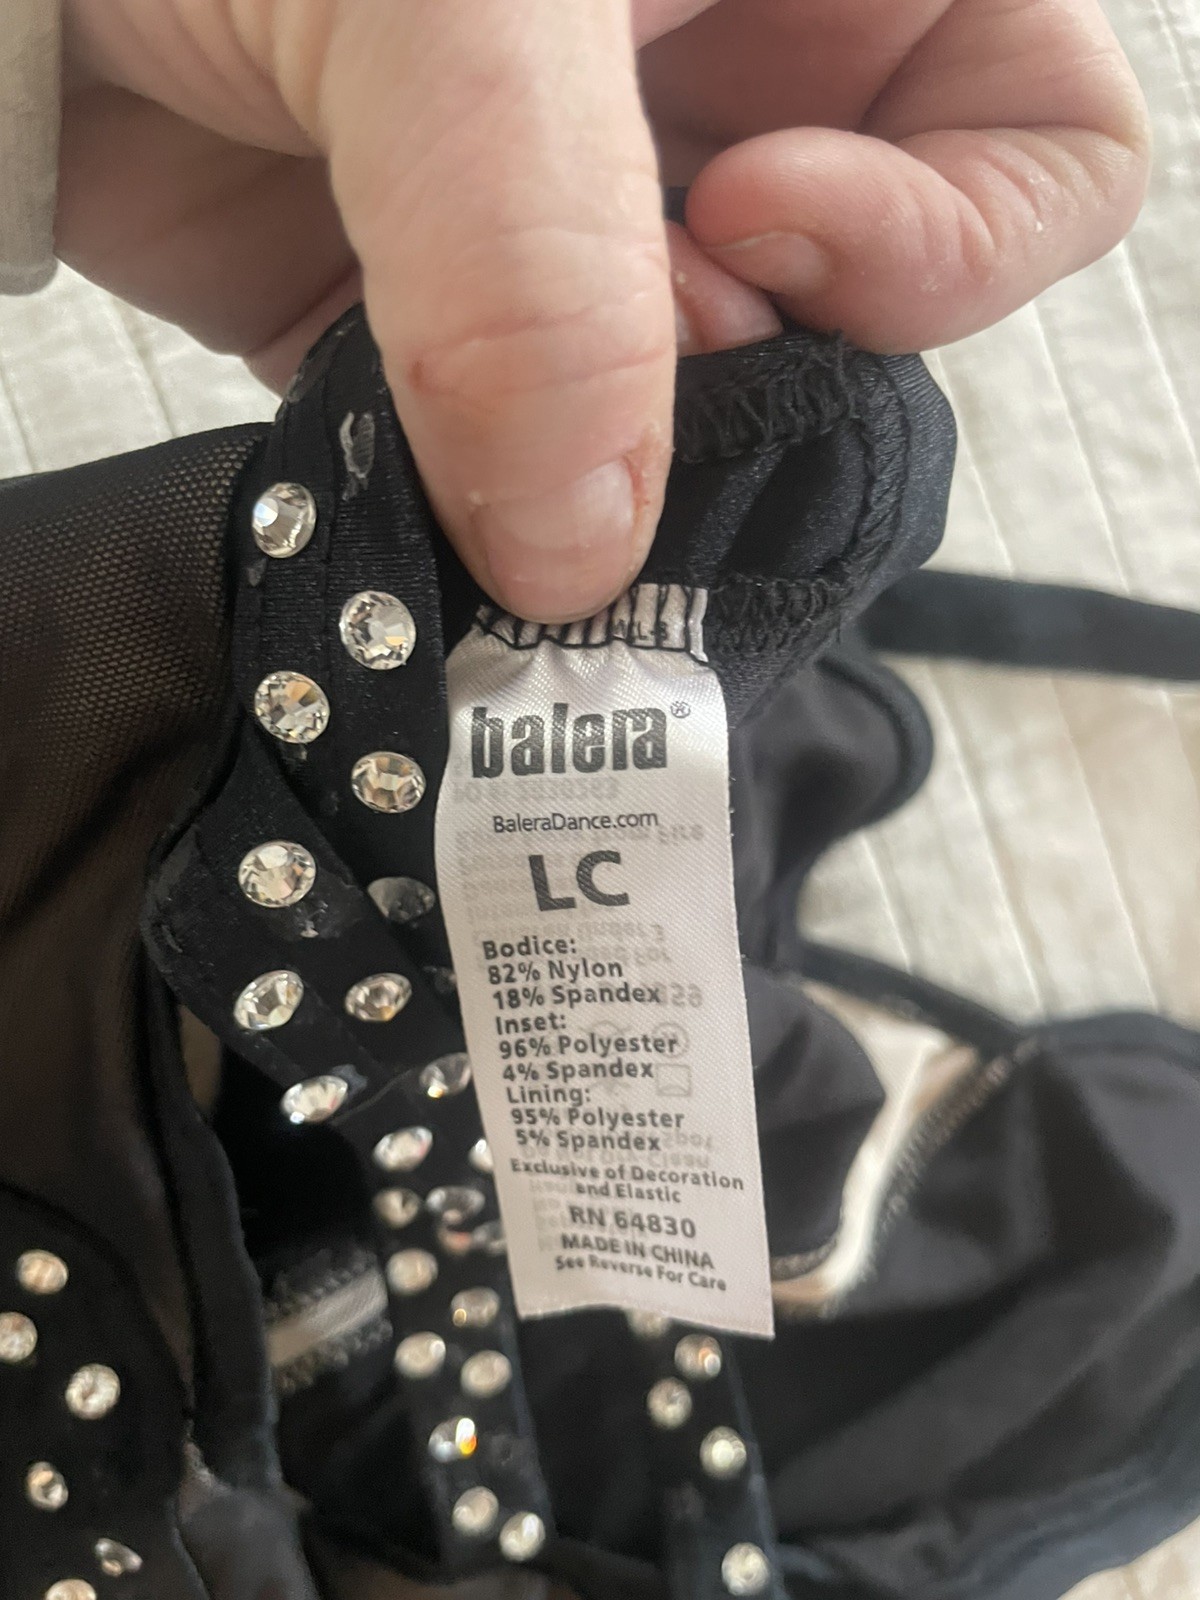 balera®
BaleraDance.com
LC
Bodice:
82% Nylon
18% Spandex
Inset:
96% Polyester
4% Spandex
Lining:
95% Polyester
5% Spandex
Exclusive of Decoration
and Elastic
RN 64830
MADE IN CHINA
See Reverse For Care